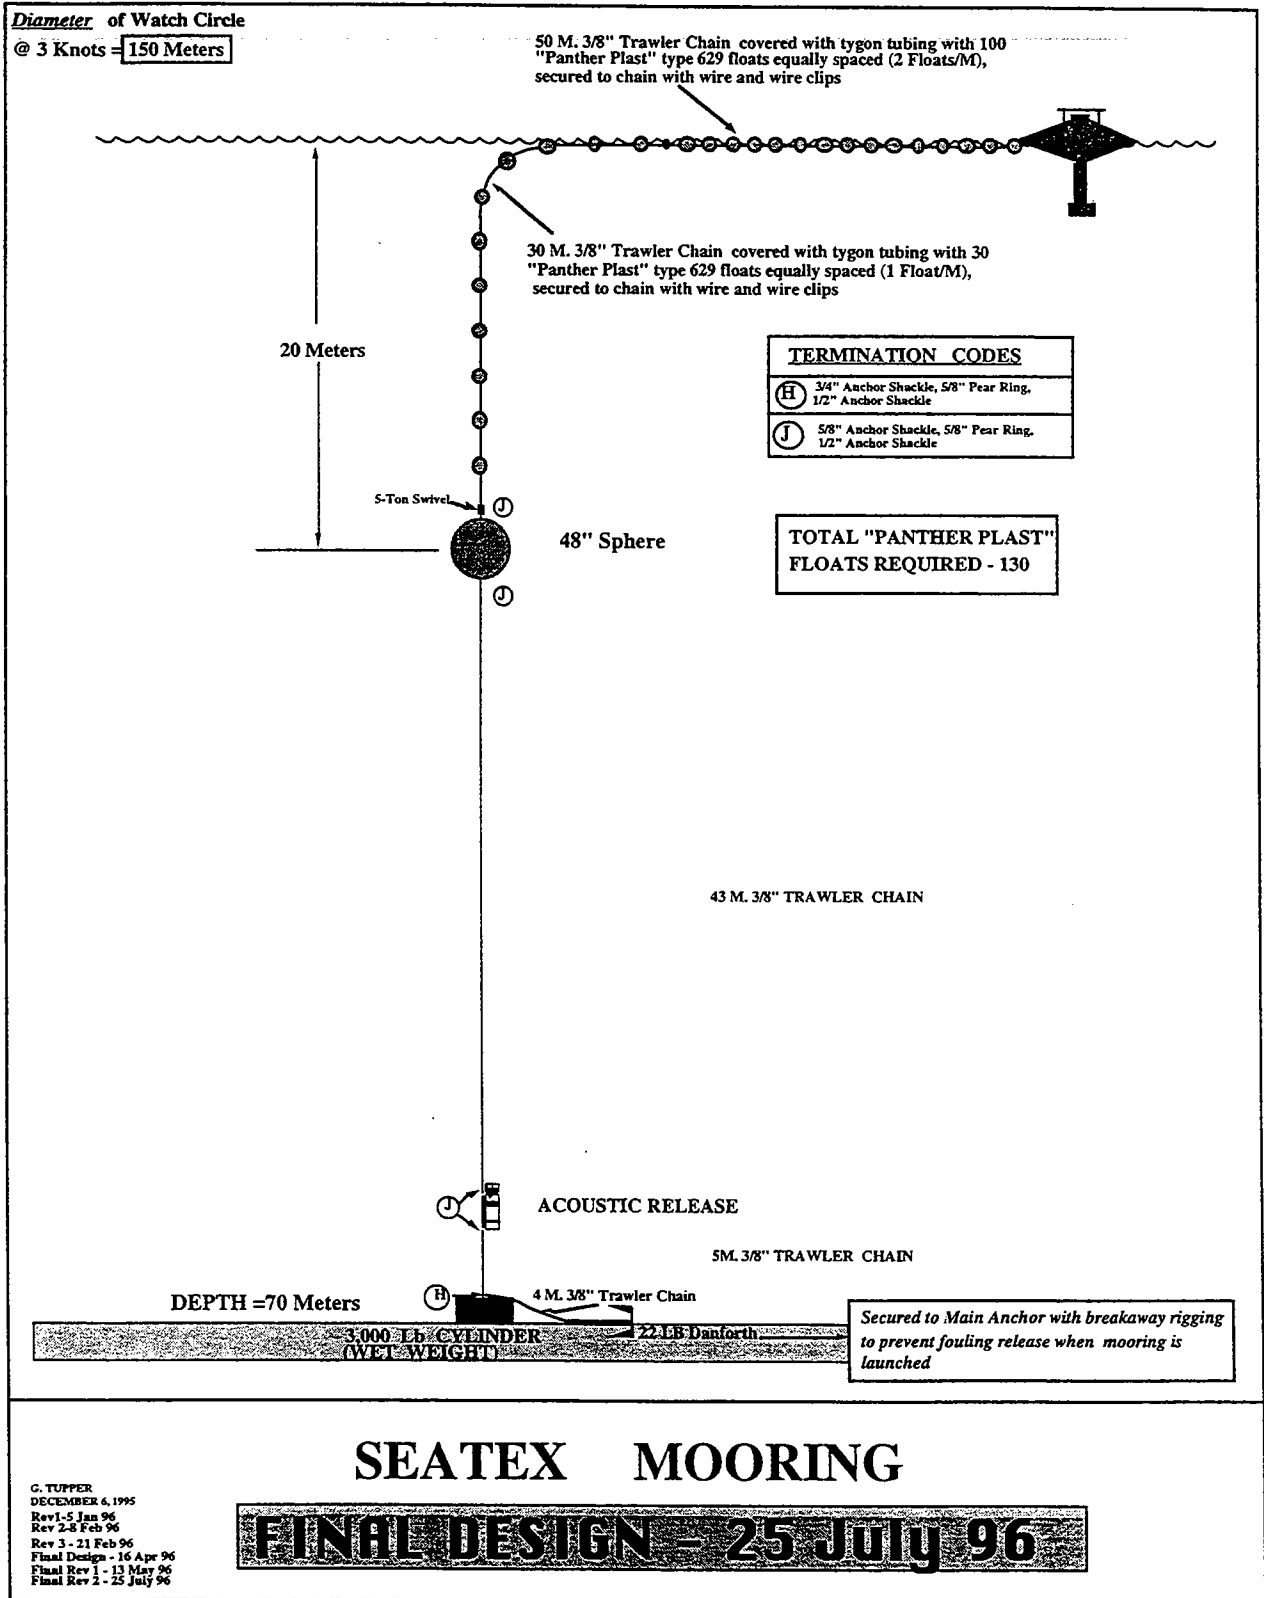 Diameter of Watch Circle
@ 3 Knots = 150 Meters
50 M. 3/8" Trawler Chain covered with tygon tubing with 100
"Panther Plast" type 629 floats equally spaced (2 Floats/M),
secured to chain with wire and wire clips
30 M. 3/8" Trawler Chain covered with tygon tubing with 30
"Panther Plast" type 629 floats equally spaced (1 Float/M),
secured to chain with wire and wire clips
20 Meters
TERMINATION CODES
H 3/4" Anchor Shackle, 5/8" Pear Ring,
1/2" Anchor Shackle
J 5/8" Anchor Shackle, 5/8" Pear Ring,
1/2" Anchor Shackle
5-Ton Swivel
J
48" Sphere
TOTAL "PANTHER PLAST"
FLOATS REQUIRED - 130
J
43 M. 3/8" TRAWLER CHAIN
J
ACOUSTIC RELEASE
5M. 3/8" TRAWLER CHAIN
H
4 M. 3/8" Trawler Chain
DEPTH =70 Meters
3,000 Lb CYLINDER
(WET WEIGHT)
22 LB Danforth
Secured to Main Anchor with breakaway rigging
to prevent fouling release when mooring is
launched
SEATEX MOORING
FINAL DESIGN - 25 July 96
G. TUPPER
DECEMBER 6, 1995
Rev1-5 Jan 96
Rev 2-8 Feb 96
Rev 3 - 21 Feb 96
Final Design - 16 Apr 96
Final Rev 1 - 13 May 96
Final Rev 2 - 25 July 96